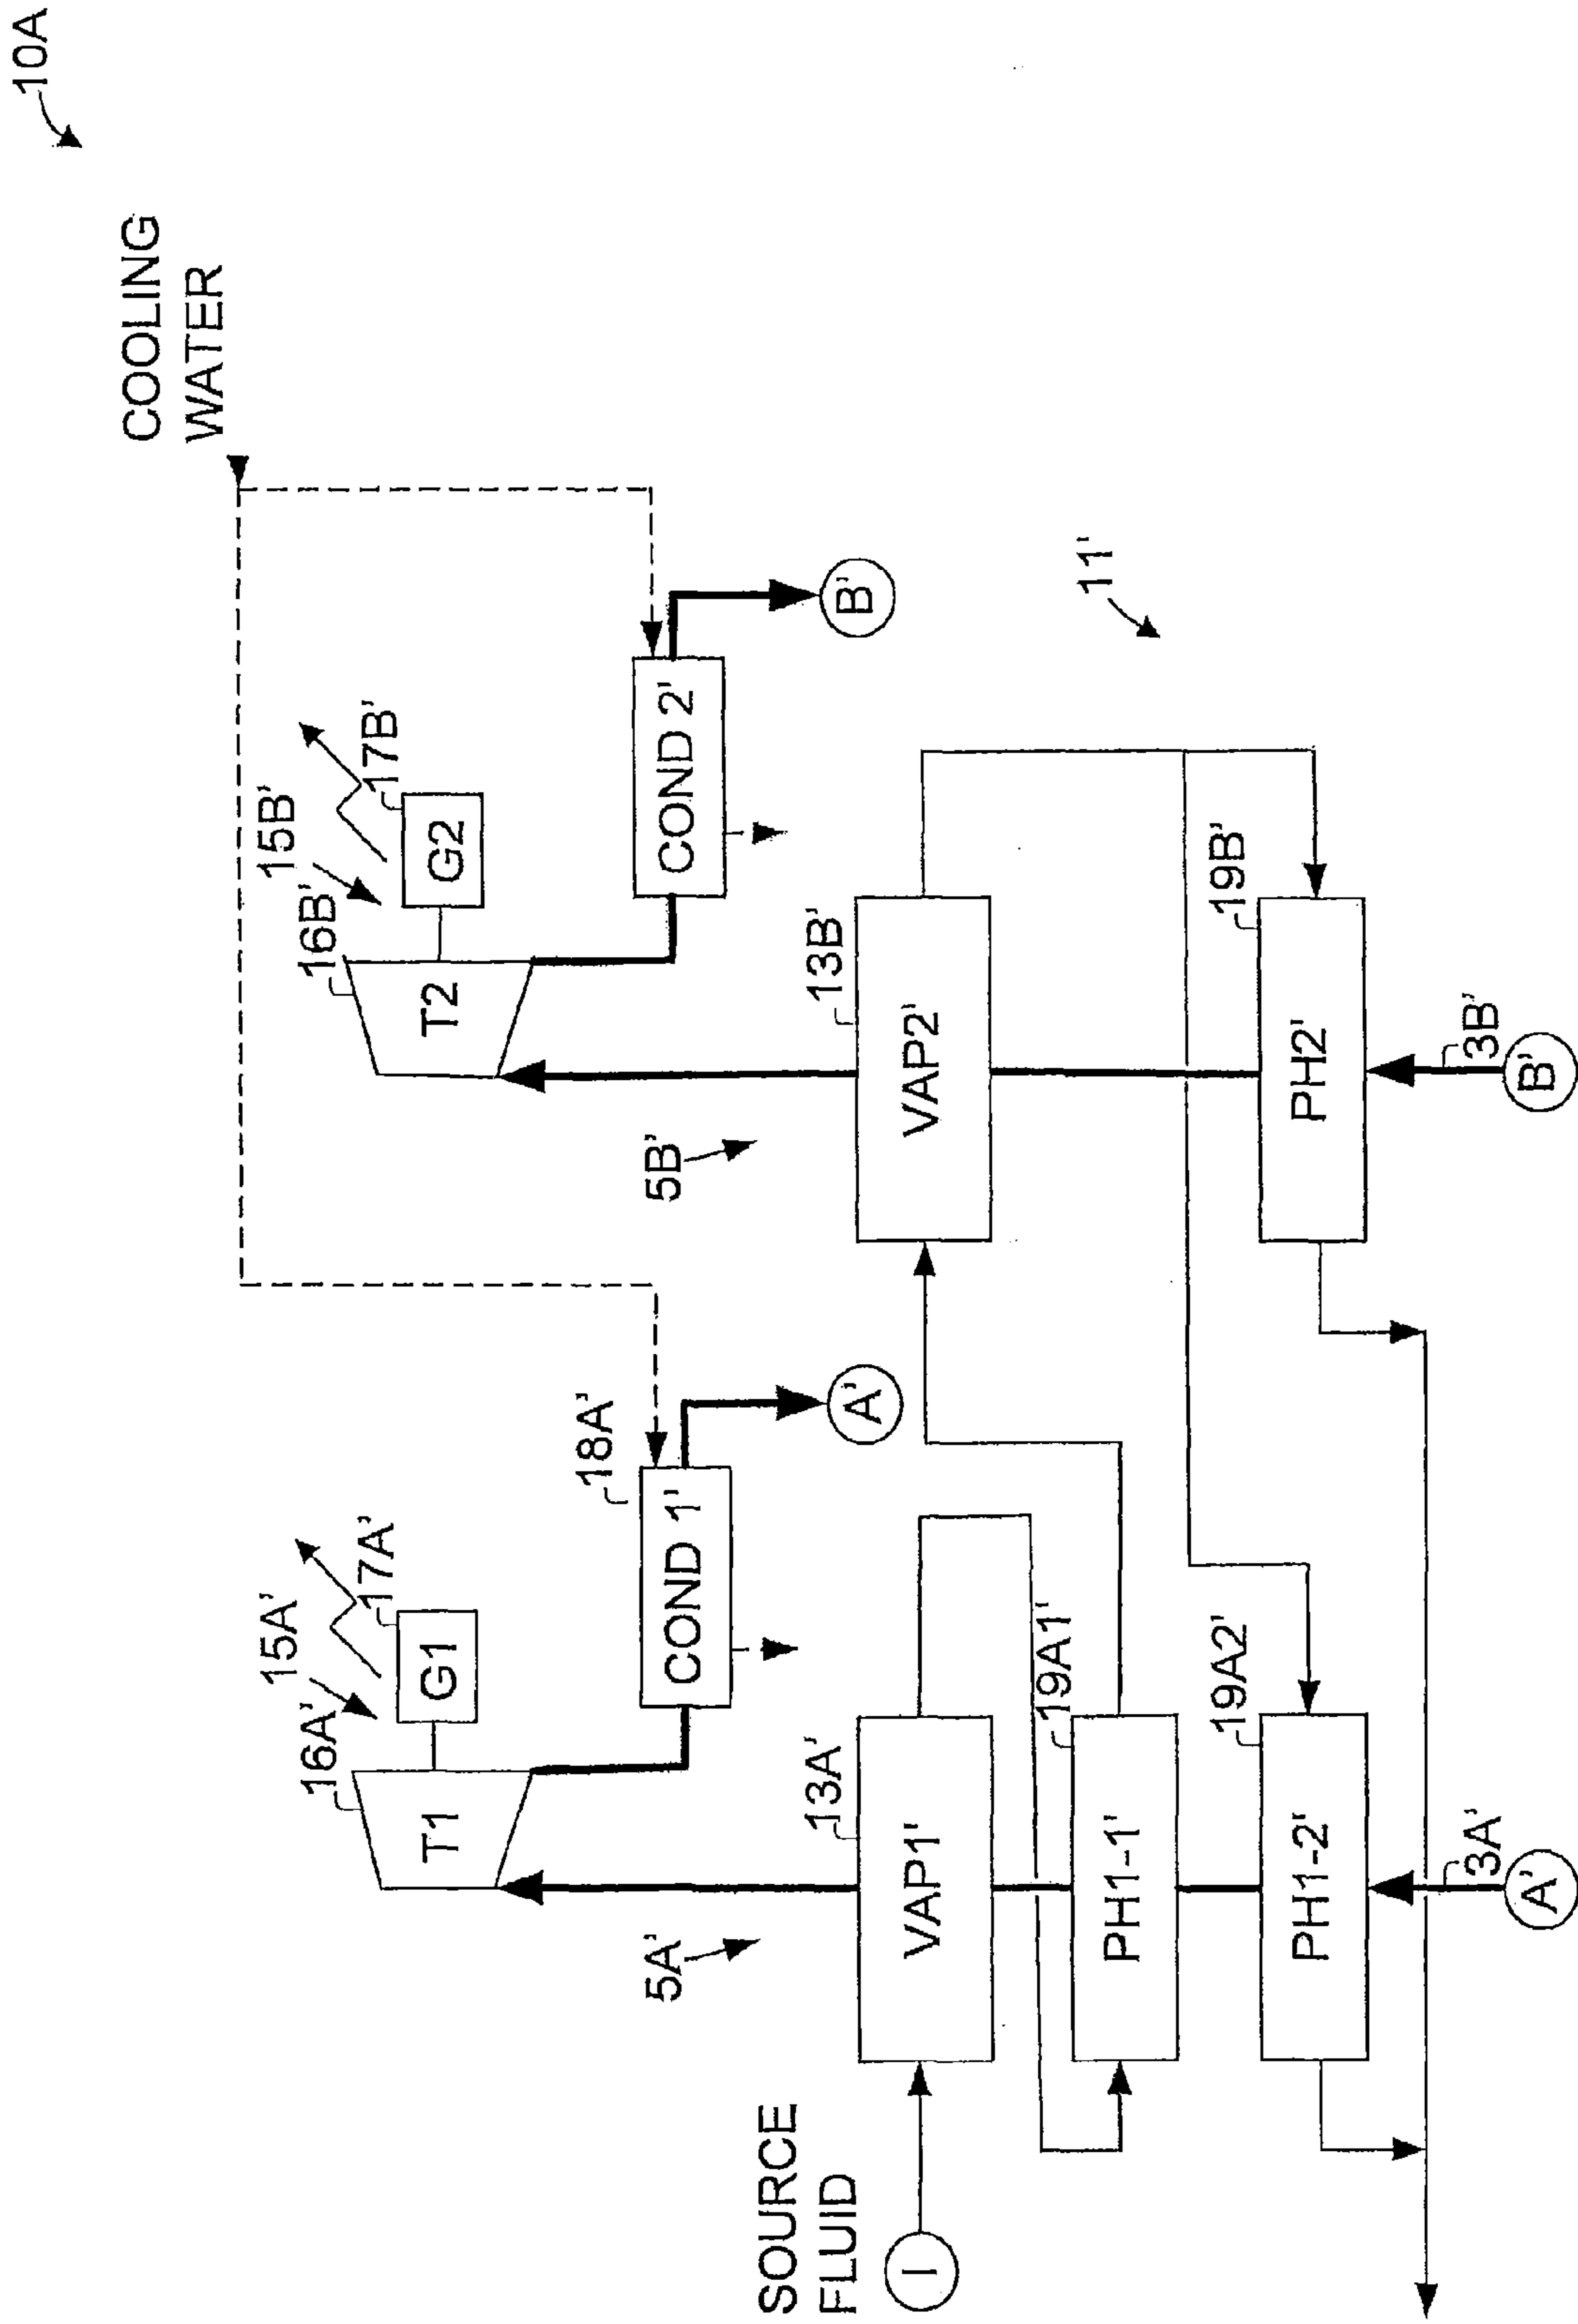 10A
COOLING
WATER
15A'
17A'
16A'
G1
T1
15B'
17B'
16B'
G2
T2
18A'
COND 1'
COND 2'
A'
B'
5A'
5B'
11'
SOURCE
FLUID
I
13A'
VAP1'
13B'
VAP2'
19A1'
PH1-1'
19A2'
PH1-2'
19B'
PH2'
3A'
A'
3B'
B'